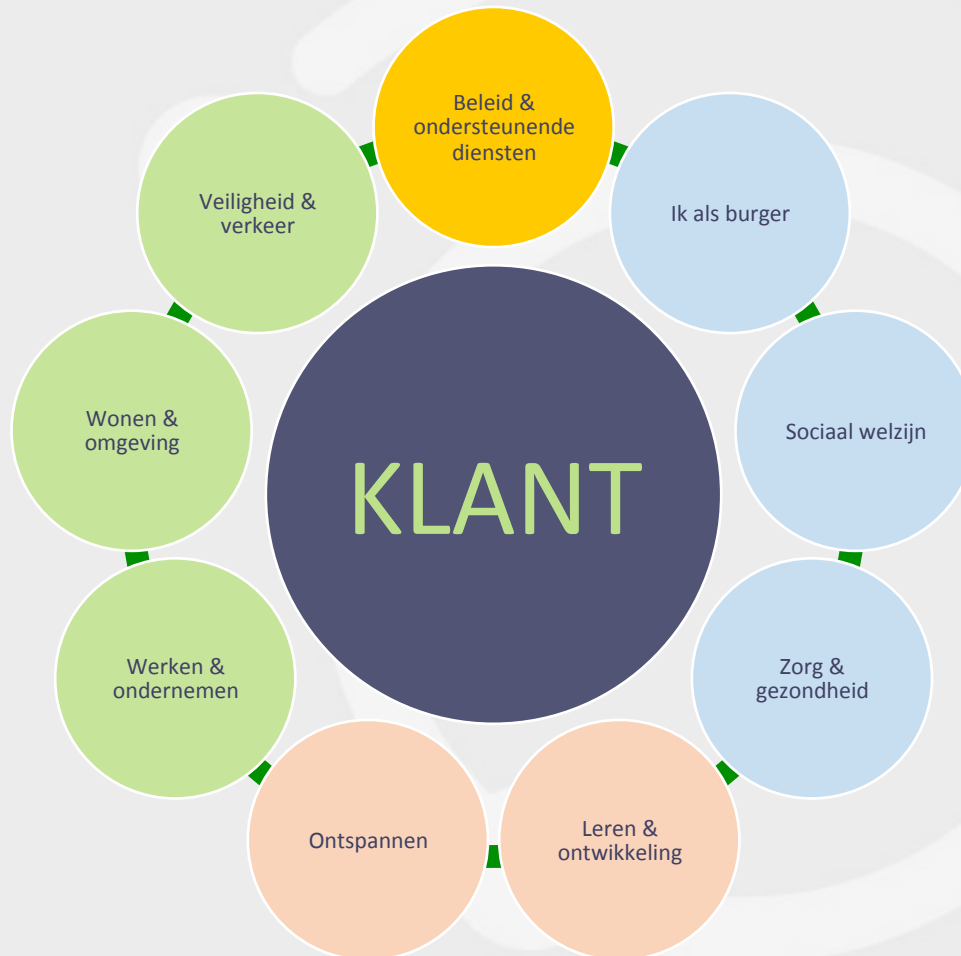 Beleid &
ondersteunende
diensten
Ik als burger
Sociaal welzijn
Zorg &
gezondheid
Leren &
ontwikkeling
Ontspannen
Werken &
ondernemen
Wonen &
omgeving
Veiligheid &
verkeer
KLANT